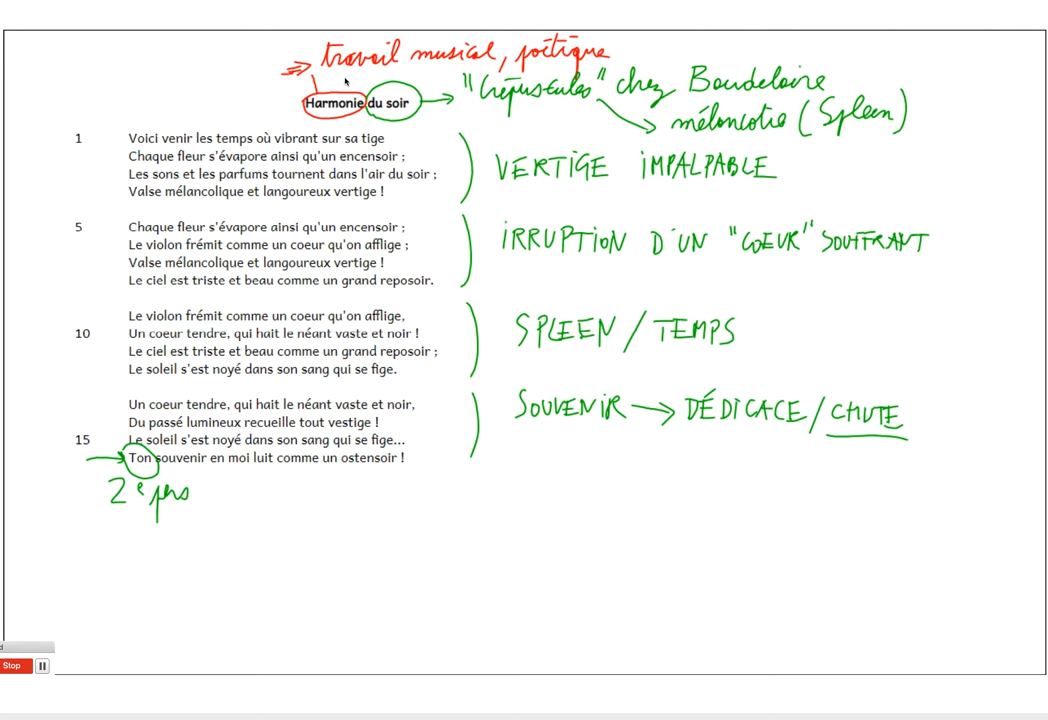 ⇒ travail musical, poétique
"Crépuscules" chez Baudelaire
Harmonie du soir
mélancolie (Spleen)
1 Voici venir les temps où vibrant sur sa tige
Chaque fleur s'évapore ainsi qu'un encensoir ;
Les sons et les parfums tournent dans l'air du soir ;
Valse mélancolique et langoureux vertige !
VERTIGE IMPALPABLE
5 Chaque fleur s'évapore ainsi qu'un encensoir ;
Le violon frémit comme un coeur qu'on afflige ;
Valse mélancolique et langoureux vertige !
Le ciel est triste et beau comme un grand reposoir.
IRRUPTION D'UN "COEUR" SOUFFRANT
Le violon frémit comme un coeur qu'on afflige,
10 Un coeur tendre, qui hait le néant vaste et noir !
Le ciel est triste et beau comme un grand reposoir ;
Le soleil s'est noyé dans son sang qui se fige.
SPLEEN / TEMPS
Un coeur tendre, qui hait le néant vaste et noir,
Du passé lumineux recueille tout vestige !
15 Le soleil s'est noyé dans son sang qui se fige...
Ton souvenir en moi luit comme un ostensoir !
SOUVENIR → DÉDICACE / CHUTE
2e pers
Stop